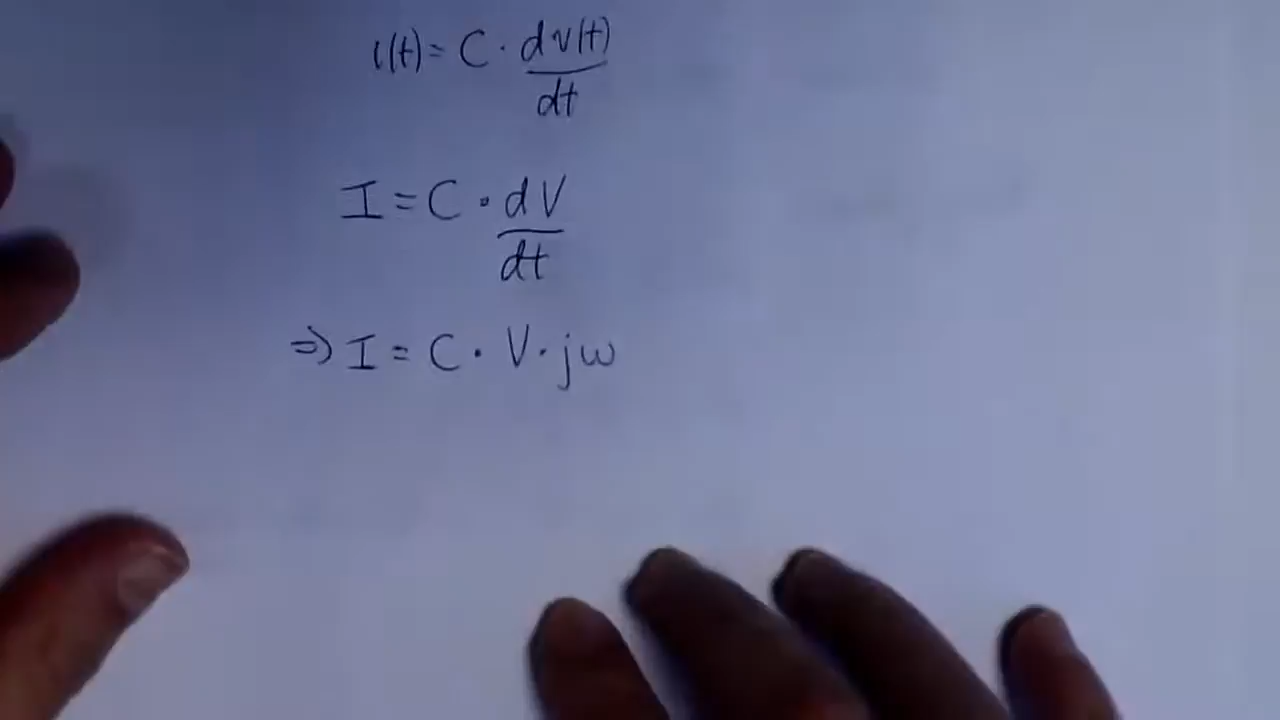 i(t) = C · dv(t)/dt
I = C · dV/dt
⇒ I = C · V · jω